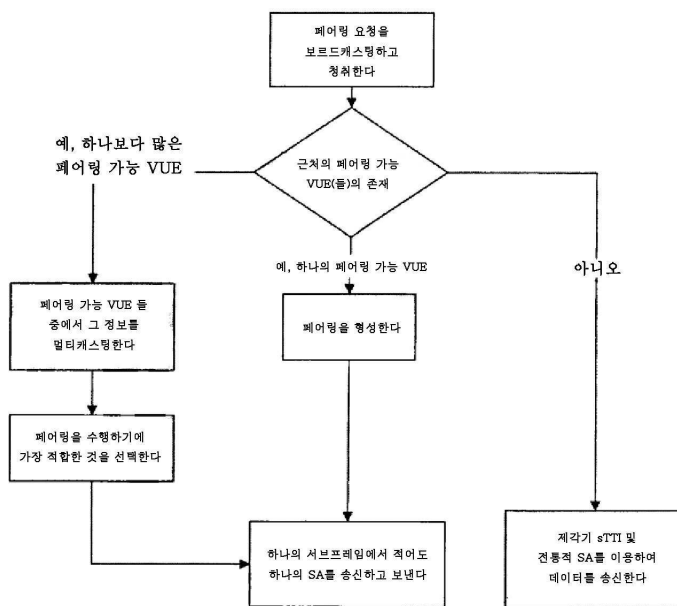 페어링 요청을
보르드캐스팅하고
청취한다
예, 하나보다 많은
페어링 가능 VUE
근처의 페어링 가능
VUE(들)의 존재
예, 하나의 페어링 가능 VUE
아니오
페어링 가능 VUE 들
중에서 그 정보를
멀티캐스팅한다
페어링을 형성한다
페어링을 수행하기에
가장 적합한 것을 선택한다
하나의 서브프레임에서 적어도
하나의 SA를 송신하고 보낸다
제각기 sTTI 및
전통적 SA를 이용하여
데이터를 송신한다